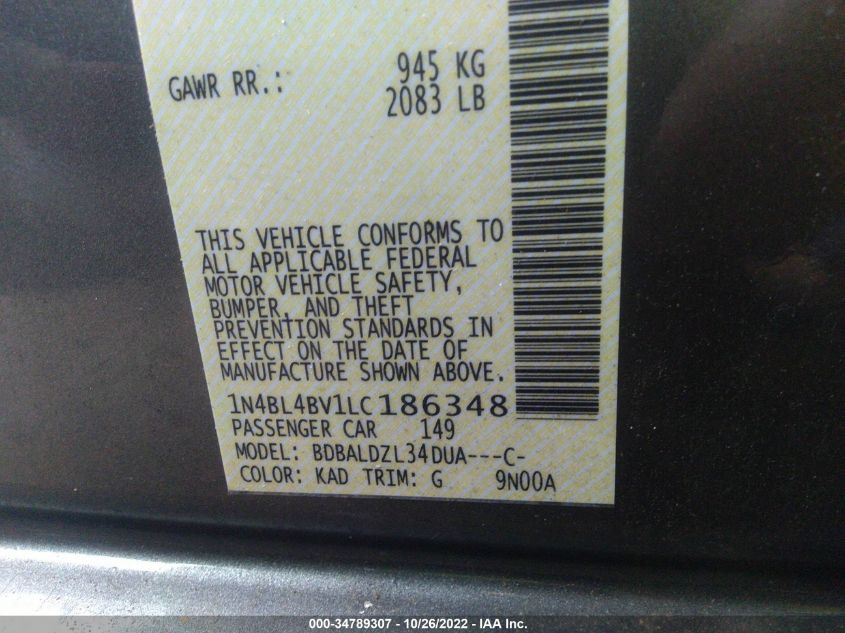 GAWR RR.: 945 KG
2083 LB
THIS VEHICLE CONFORMS TO
ALL APPLICABLE FEDERAL
MOTOR VEHICLE SAFETY,
BUMPER, AND THEFT
PREVENTION STANDARDS IN
EFFECT ON THE DATE OF
MANUFACTURE SHOWN ABOVE.
1N4BL4BV1LC186348
PASSENGER CAR 149
MODEL: BDBALDZL34DUA---C-
COLOR: KAD TRIM: G 9N00A
000-34789307 - 10/26/2022 - IAA Inc.